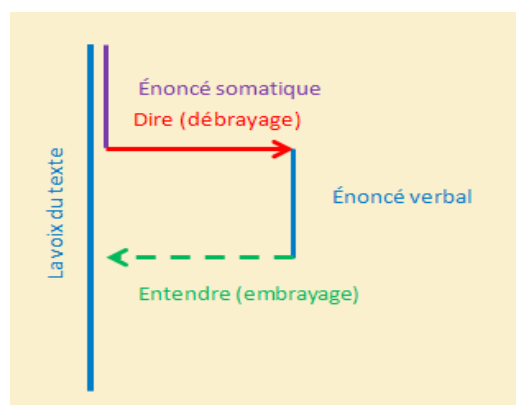 Énoncé somatique
Dire (débrayage)
La voix du texte
Énoncé verbal
Entendre (embrayage)